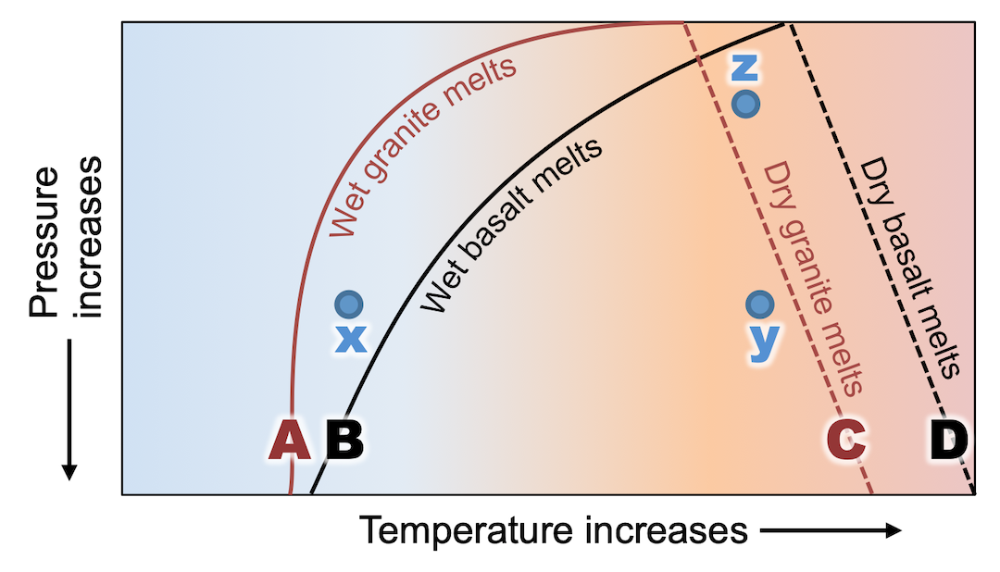 Pressure
increases
Wet granite melts
Wet basalt melts
z
Dry granite melts
Dry basalt melts
x
y
A
B
C
D
Temperature increases